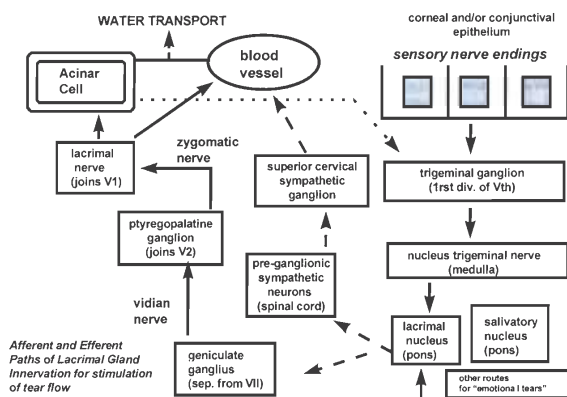 WATER TRANSPORT
corneal and/or conjunctival
epithelium
sensory nerve endings
Acinar
Cell
blood
vessel
lacrimal
nerve
(joins V1)
zygomatic
nerve
superior cervical
sympathetic
ganglion
trigeminal ganglion
(1rst div. of Vth)
ptyregopalatine
ganglion
(joins V2)
pre-ganglionic
sympathetic
neurons
(spinal cord)
nucleus trigeminal nerve
(medulla)
vidian
nerve
lacrimal
nucleus
(pons)
salivatory
nucleus
(pons)
Afferent and Efferent
Paths of Lacrimal Gland
Innervation for stimulation
of tear flow
geniculate
ganglius
(sep. from VII)
other routes
for "emotional tears"